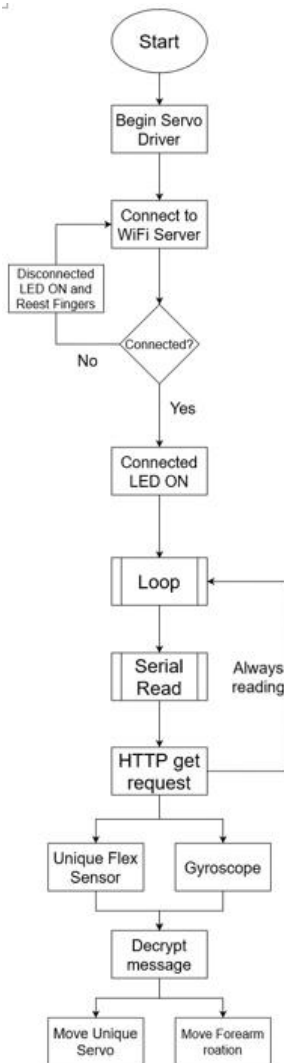 Start
Begin Servo
Driver
Connect to
WiFi Server
Disconnected
LED ON and
Reest Fingers
Connected?
No
Yes
Connected
LED ON
Loop
Serial
Read
Always
reading
HTTP get
request
Unique Flex
Sensor
Gyroscope
Decrypt
message
Move Unique
Servo
Move Forearm
roation